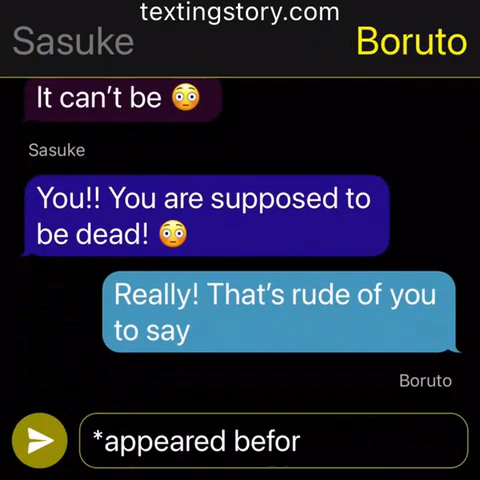 textingstory.com
Sasuke
Boruto
It can’t be 😳
Sasuke
You!! You are supposed to
be dead! 😳
Really! That’s rude of you
to say
Boruto
*appeared befor